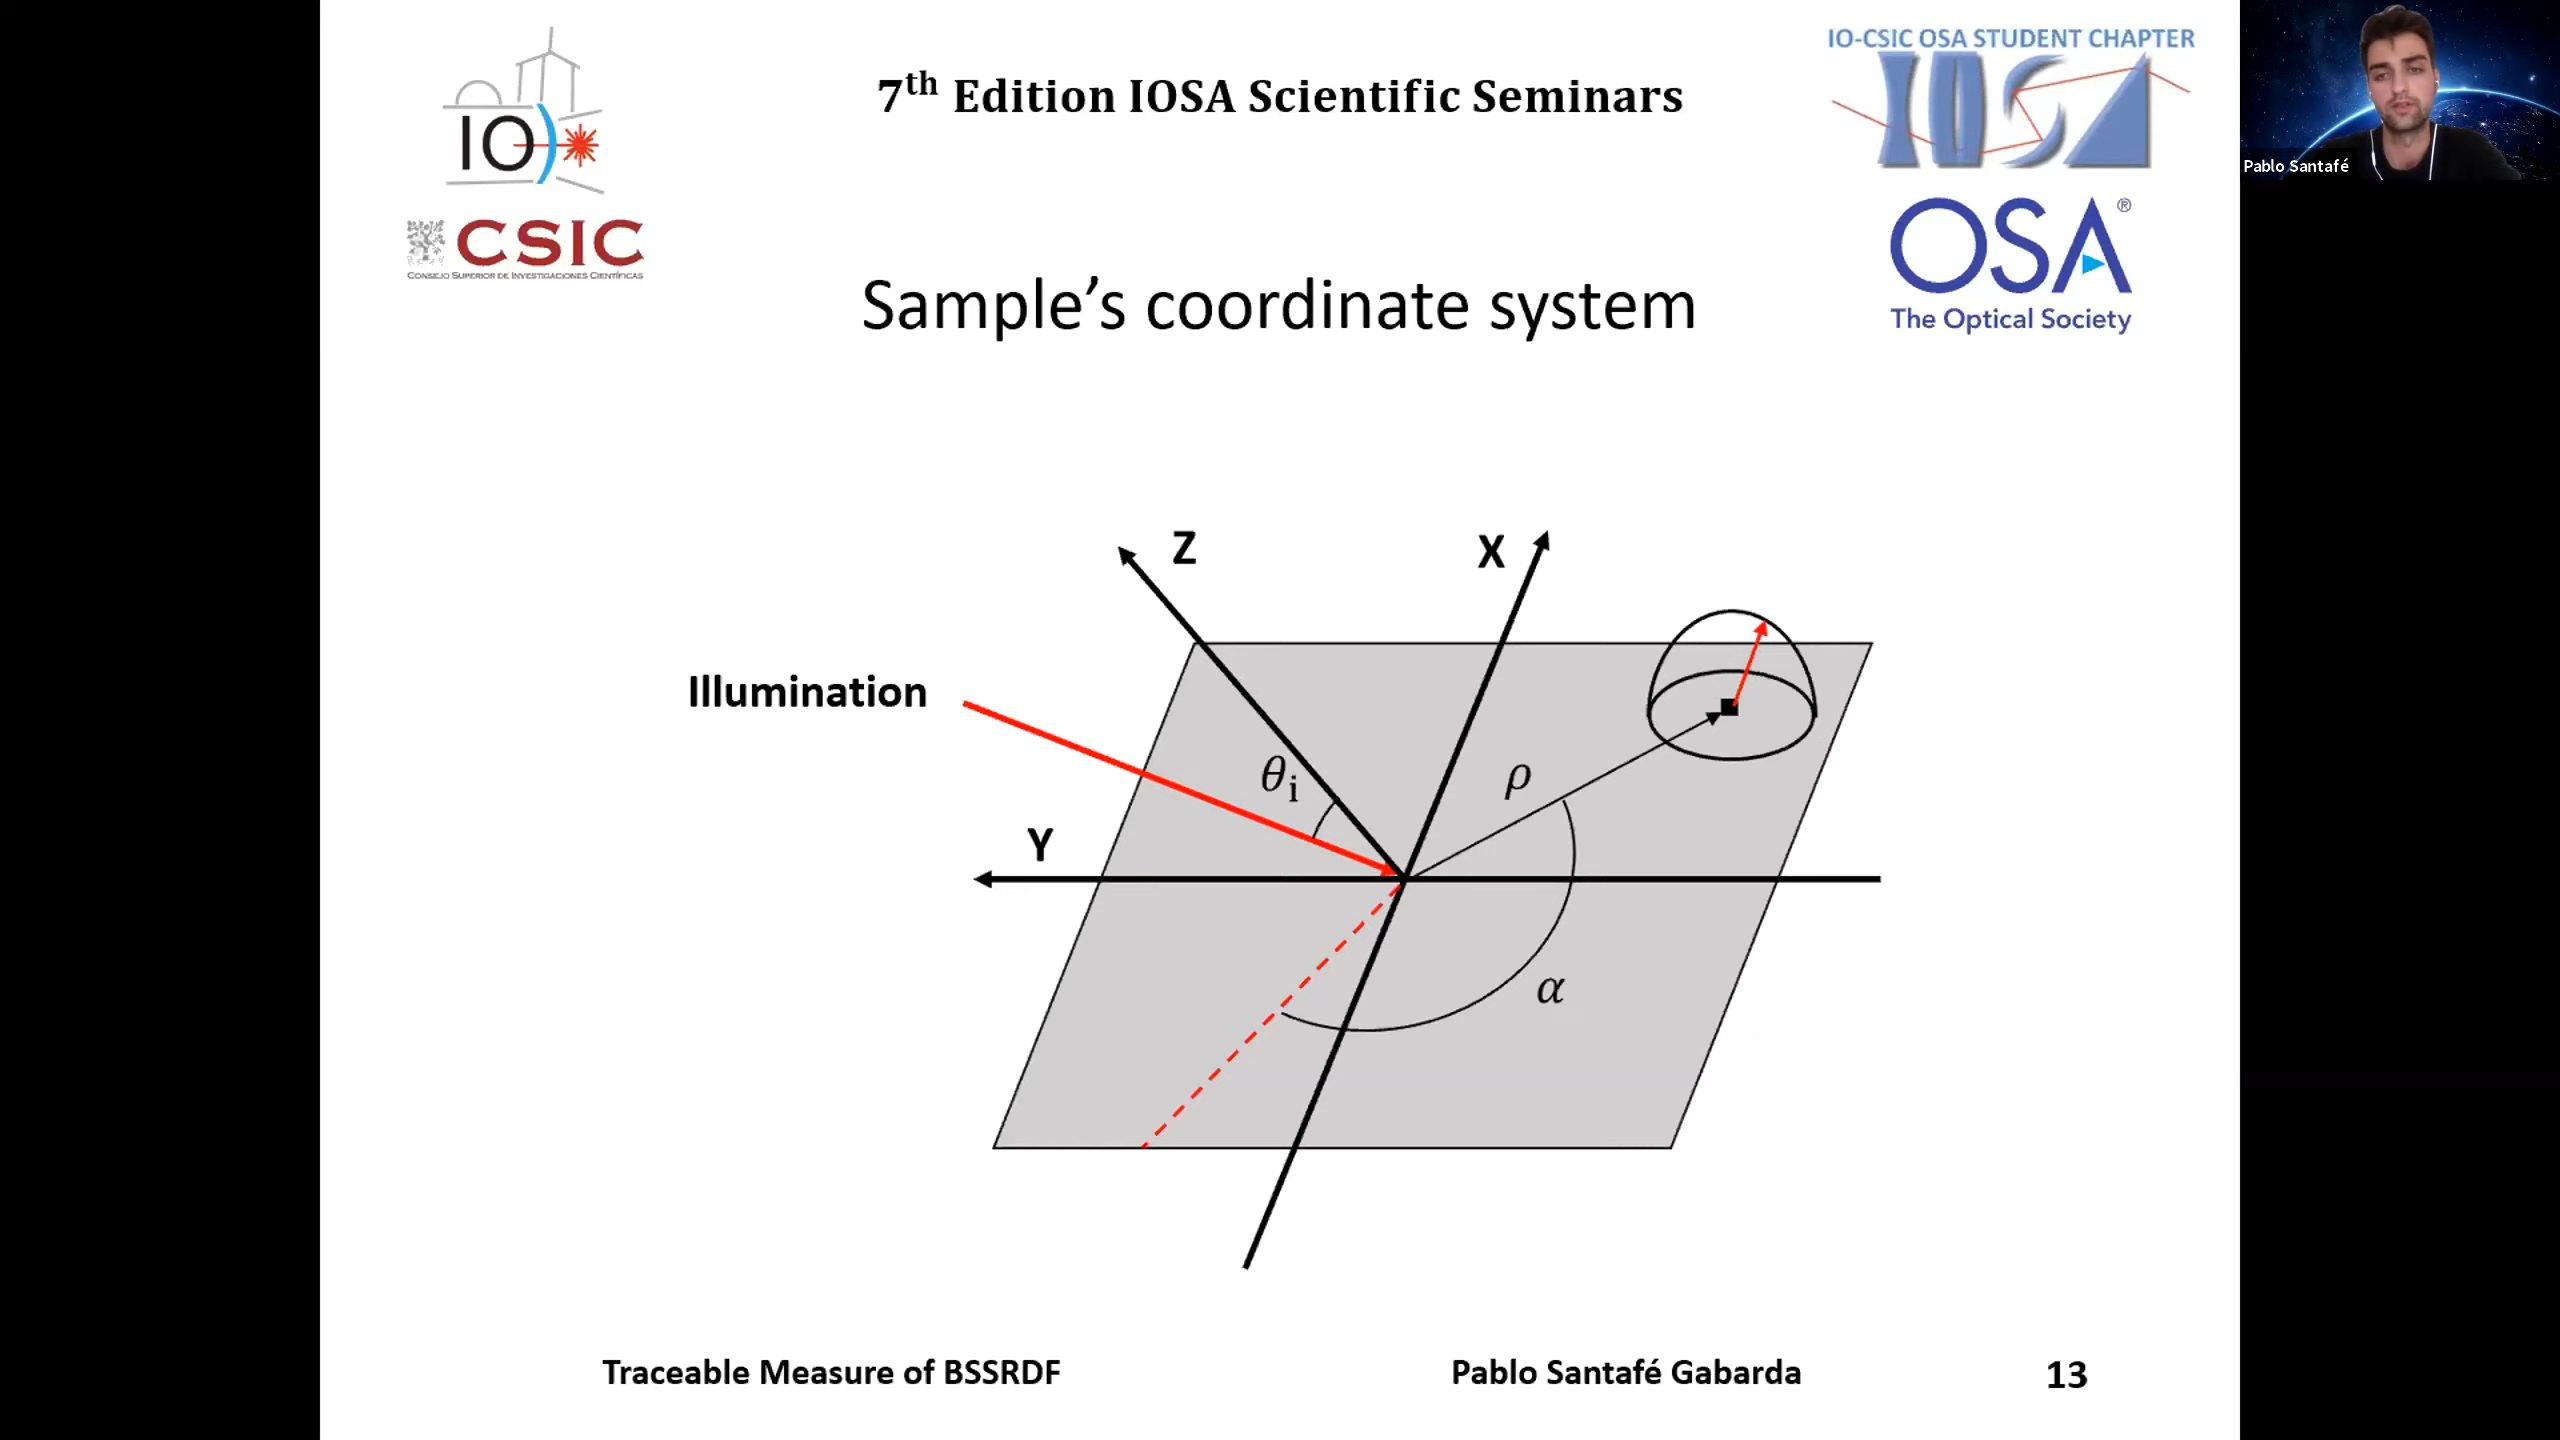 IO
CSIC
CONSEJO SUPERIOR DE INVESTIGACIONES CIENTÍFICAS
7th Edition IOSA Scientific Seminars
IO-CSIC OSA STUDENT CHAPTER
IOSA
OSA®
The Optical Society
Pablo Santafé
Sample's coordinate system
Z
X
Illumination
θi
ρ
Y
α
Traceable Measure of BSSRDF
Pablo Santafé Gabarda
13